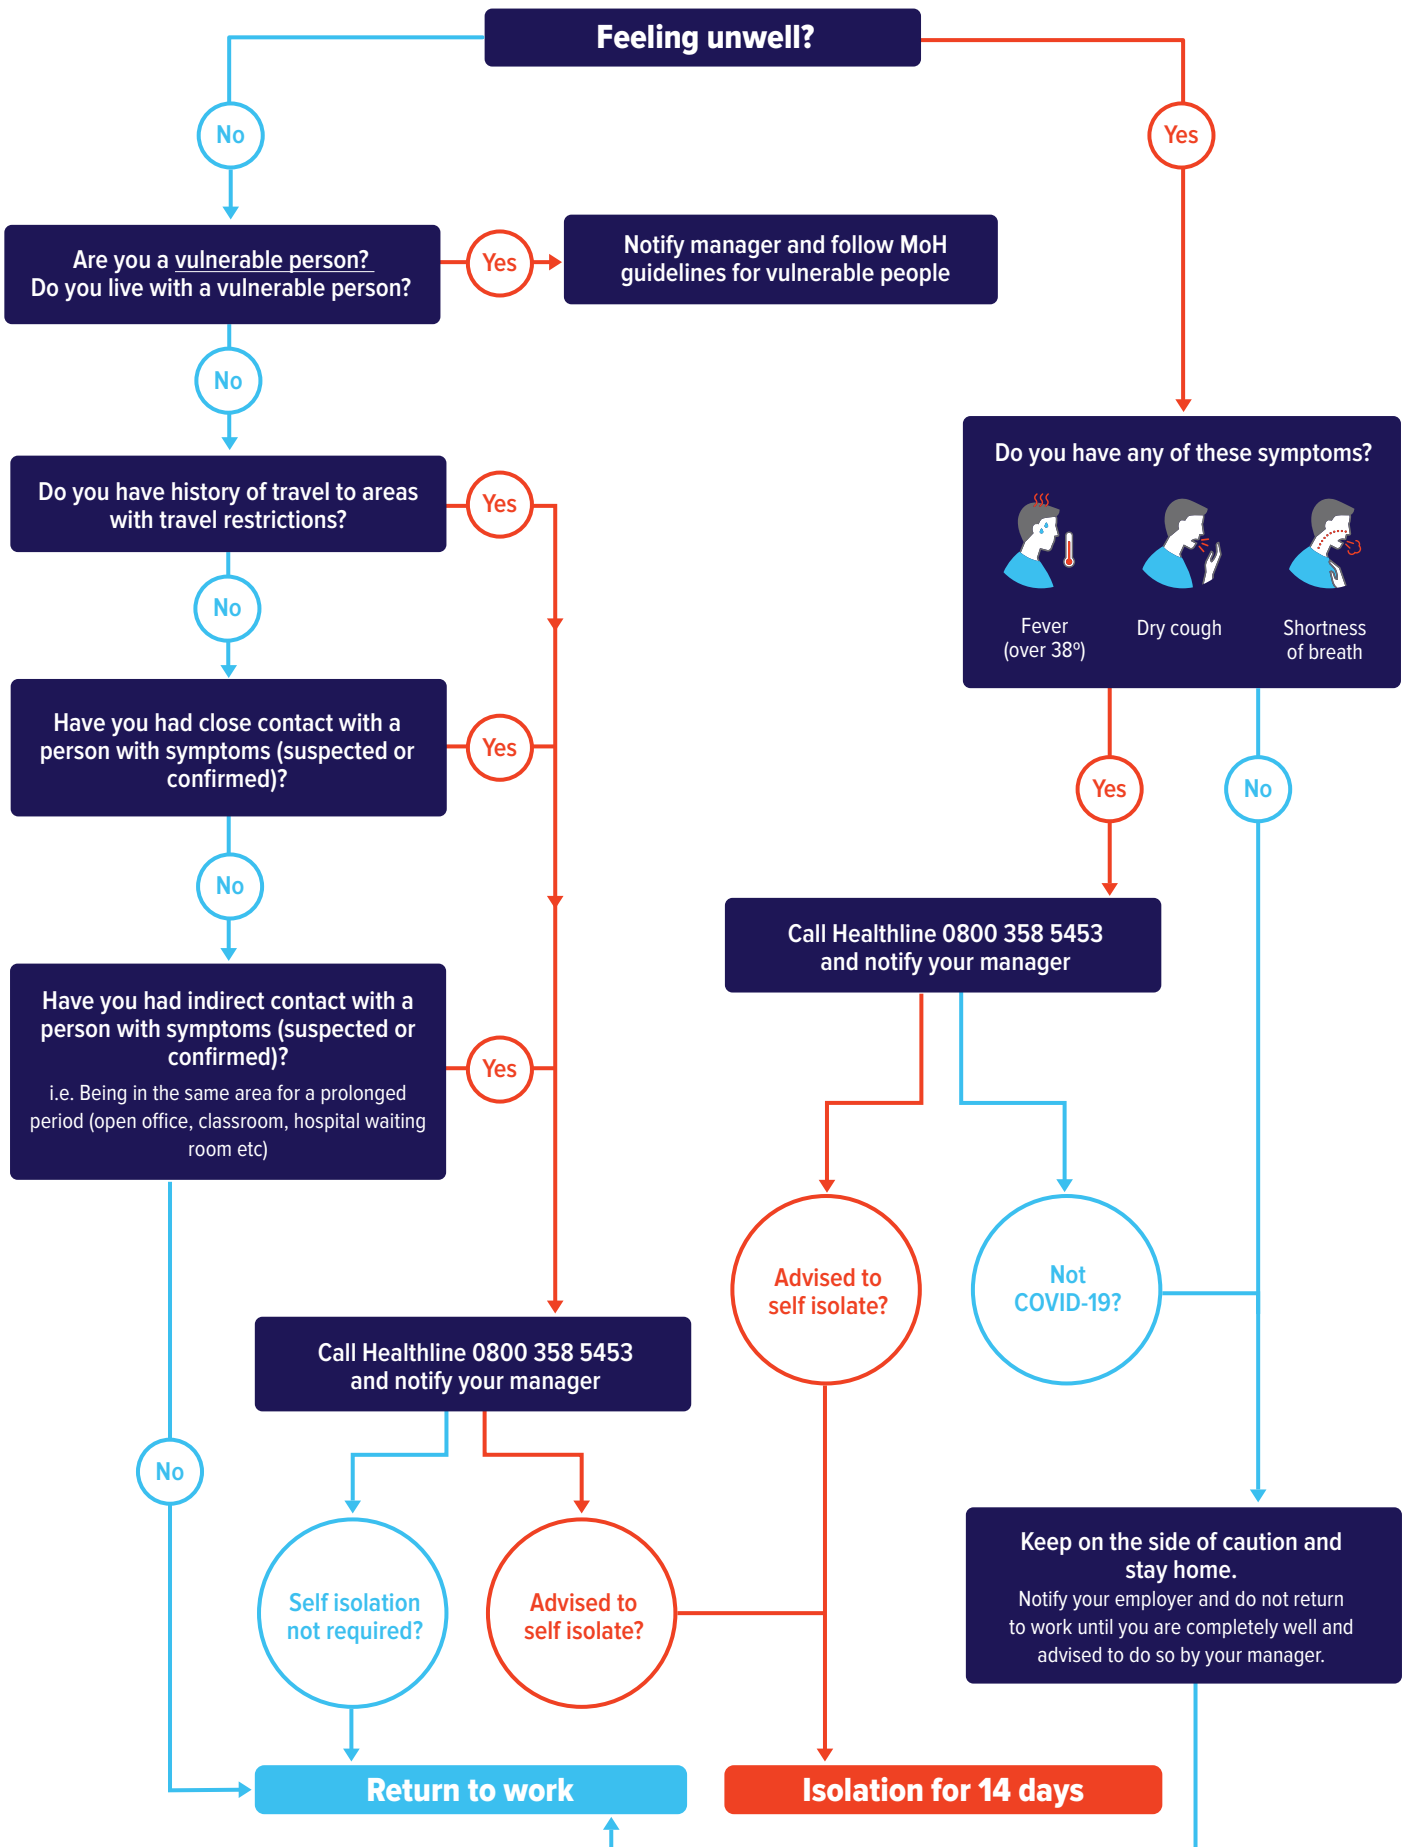 Feeling unwell?
No
Yes
Are you a vulnerable person?
Do you live with a vulnerable person?
Yes
Notify manager and follow MoH
guidelines for vulnerable people
No
Do you have history of travel to areas
with travel restrictions?
Yes
Do you have any of these symptoms?
Fever
(over 38º)
Dry cough
Shortness
of breath
No
Have you had close contact with a
person with symptoms (suspected or
confirmed)?
Yes
Yes
No
No
Call Healthline 0800 358 5453
and notify your manager
Have you had indirect contact with a
person with symptoms (suspected or
confirmed)?
i.e. Being in the same area for a prolonged
period (open office, classroom, hospital waiting
room etc)
Yes
Advised to
self isolate?
Not
COVID-19?
Call Healthline 0800 358 5453
and notify your manager
No
Self isolation
not required?
Advised to
self isolate?
Keep on the side of caution and
stay home.
Notify your employer and do not return
to work until you are completely well and
advised to do so by your manager.
Return to work
Isolation for 14 days